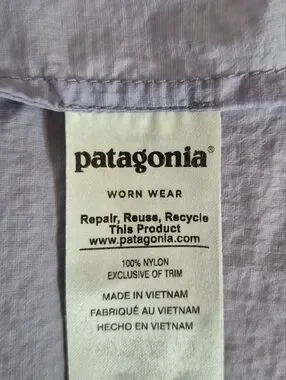 patagonia®
WORN WEAR
Repair, Reuse, Recycle
This Product
www.patagonia.com
100% NYLON
EXCLUSIVE OF TRIM
MADE IN VIETNAM
FABRIQUÉ AU VIETNAM
HECHO EN VIETNAM